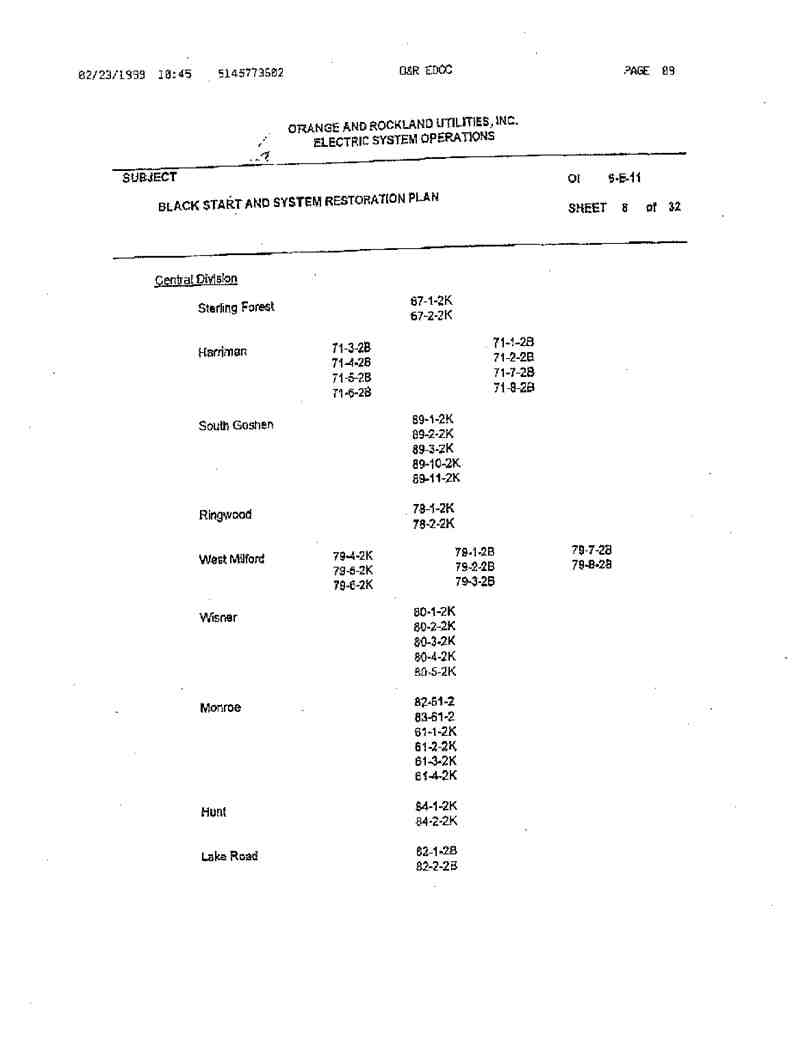 02/23/1999 10:45 5145773602 O&R EDOC PAGE 09
ORANGE AND ROCKLAND UTILITIES, INC.
ELECTRIC SYSTEM OPERATIONS
SUBJECT
OI 6-E-11
BLACK START AND SYSTEM RESTORATION PLAN
SHEET 8 of 32
Central Division
Sterling Forest 67-1-2K
67-2-2K
Harriman 71-3-2B 71-1-2B
71-4-2B 71-2-2B
71-5-2B 71-7-2B
71-6-2B 71-8-2B
South Goshen 89-1-2K
89-2-2K
89-3-2K
89-10-2K
89-11-2K
Ringwood 78-1-2K
78-2-2K
West Milford 79-4-2K 79-1-2B 79-7-2B
79-5-2K 79-2-2B 79-8-2B
79-6-2K 79-3-2B
Wisner 80-1-2K
80-2-2K
80-3-2K
80-4-2K
80-5-2K
Monroe 82-61-2
83-61-2
61-1-2K
61-2-2K
61-3-2K
61-4-2K
Hunt 84-1-2K
84-2-2K
Lake Road 82-1-2B
82-2-2B